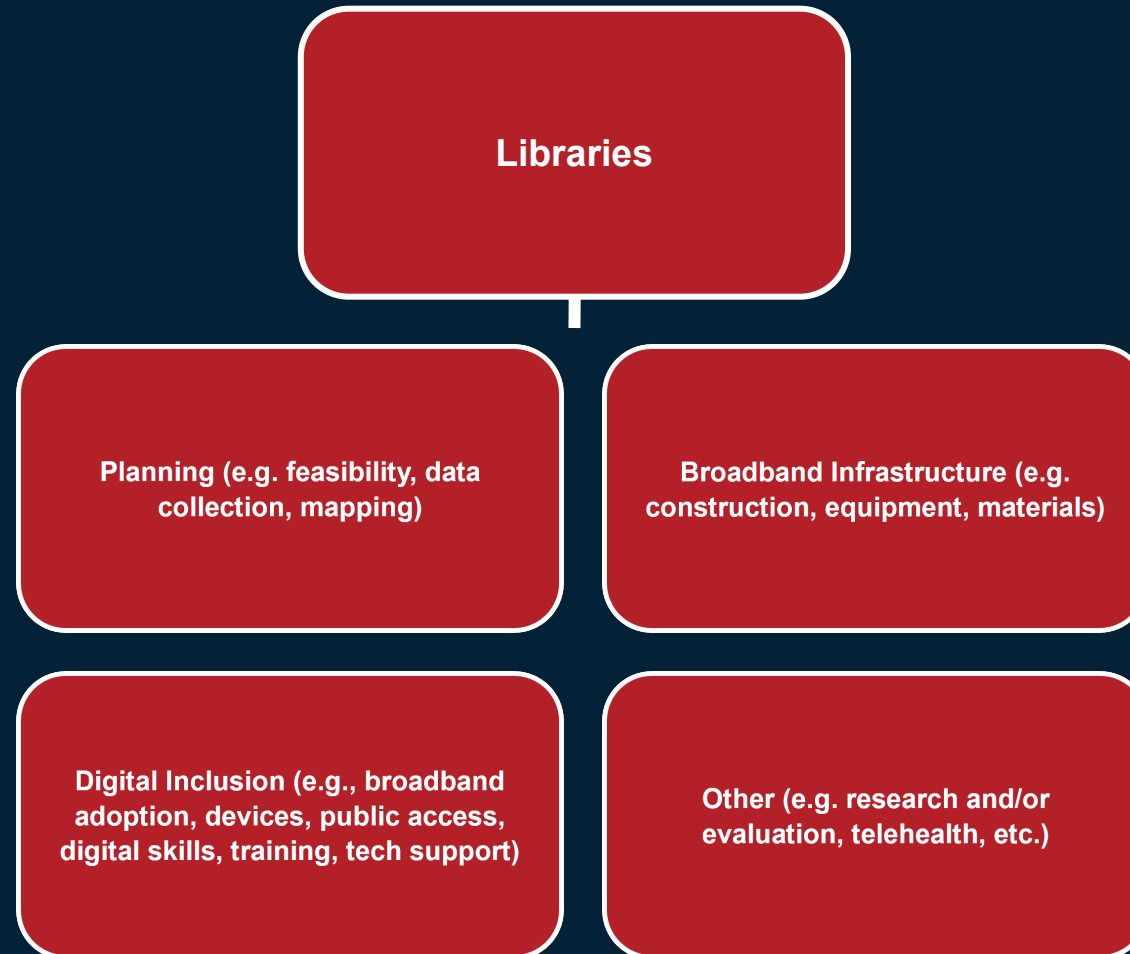 Libraries
Planning (e.g. feasibility, data
collection, mapping)
Broadband Infrastructure (e.g.
construction, equipment, materials)
Digital Inclusion (e.g., broadband
adoption, devices, public access,
digital skills, training, tech support)
Other (e.g. research and/or
evaluation, telehealth, etc.)